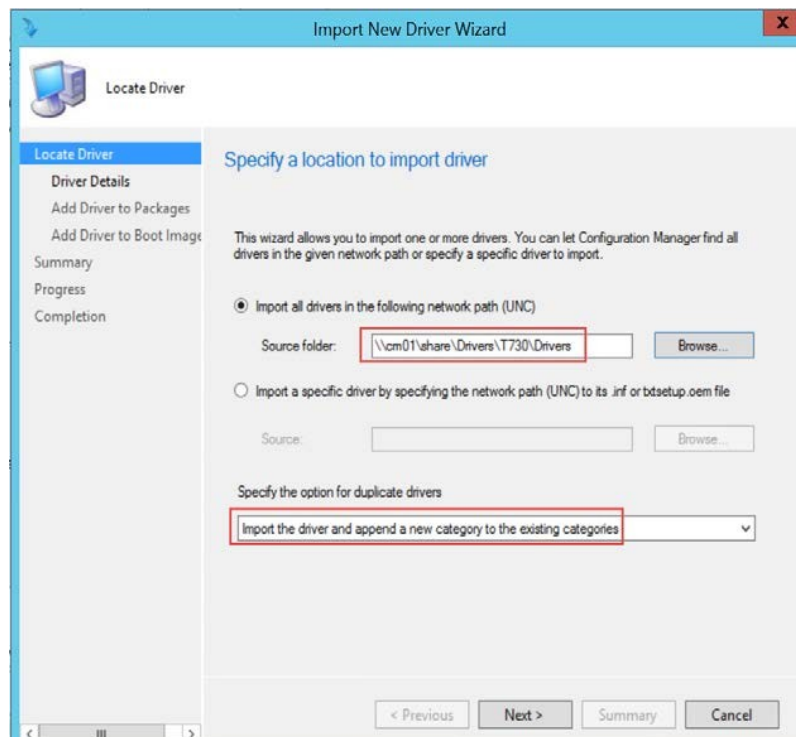 Import New Driver Wizard
X
Locate Driver
Locate Driver
Driver Details
Add Driver to Packages
Add Driver to Boot Image
Summary
Progress
Completion
Specify a location to import driver
This wizard allows you to import one or more drivers. You can let Configuration Manager find all
drivers in the given network path or specify a specific driver to import.
Import all drivers in the following network path (UNC)
Source folder:
\\cm01\share\Drivers\T730\Drivers
Browse...
Import a specific driver by specifying the network path (UNC) to its .inf or txtsetup.oem file
Source:
Browse...
Specify the option for duplicate drivers
Import the driver and append a new category to the existing categories
< Previous
Next >
Summary
Cancel